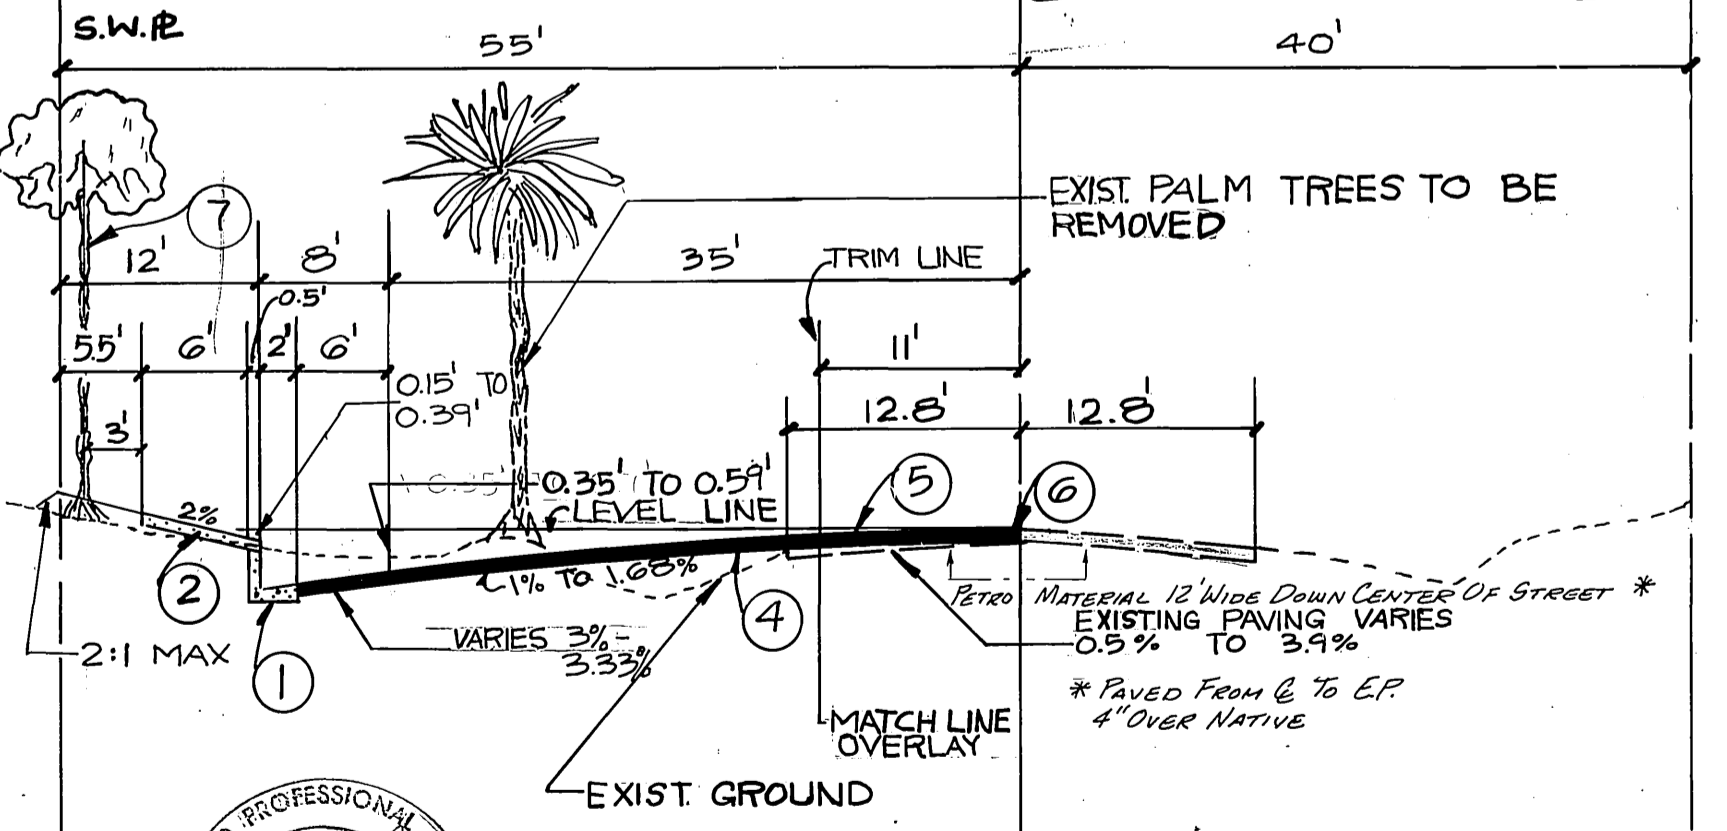 S.W. PL
55'
40'
7
EXIST. PALM TREES TO BE
REMOVED
12'
8'
35'
TRIM LINE
0.5'
5.5'
6'
2'
6'
11'
0.15' TO
0.39'
12.8'
12.8'
3'
0.35' TO 0.59'
LEVEL LINE
5
6
2%
2
1% TO 1.68%
4
PETRO MATERIAL 12' WIDE DOWN CENTER OF STREET *
EXISTING PAVING VARIES
0.5% TO 3.9%
2:1 MAX
VARIES 3%-
3.33%
1
* PAVED FROM CL TO E.P.
4" OVER NATIVE
MATCH LINE
OVERLAY
EXIST. GROUND
PROFESSIONAL